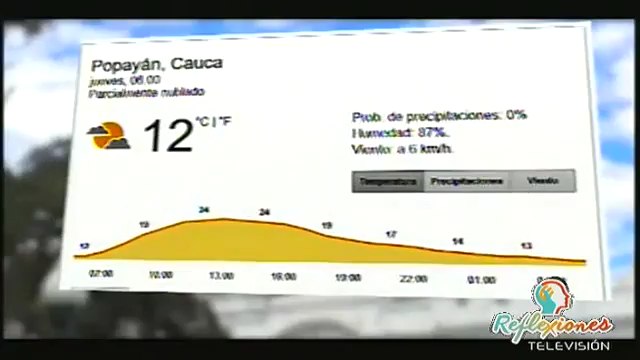 Popayán, Cauca
jueves, 06:00
Parcialmente nublado
12 °C | °F
Prob. de precipitaciones: 0%
Humedad: 87%.
Viento: a 6 km/h.
Temperatura Precipitaciones Viento
12 19 24 24 19 17 14 13
07:00 10:00 13:00 16:00 19:00 22:00 01:00
Reflexiones
TELEVISIÓN